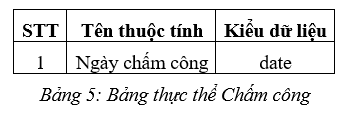 STT Tên thuộc tính Kiểu dữ liệu
1 Ngày chấm công date
Bảng 5: Bảng thực thể Chấm công